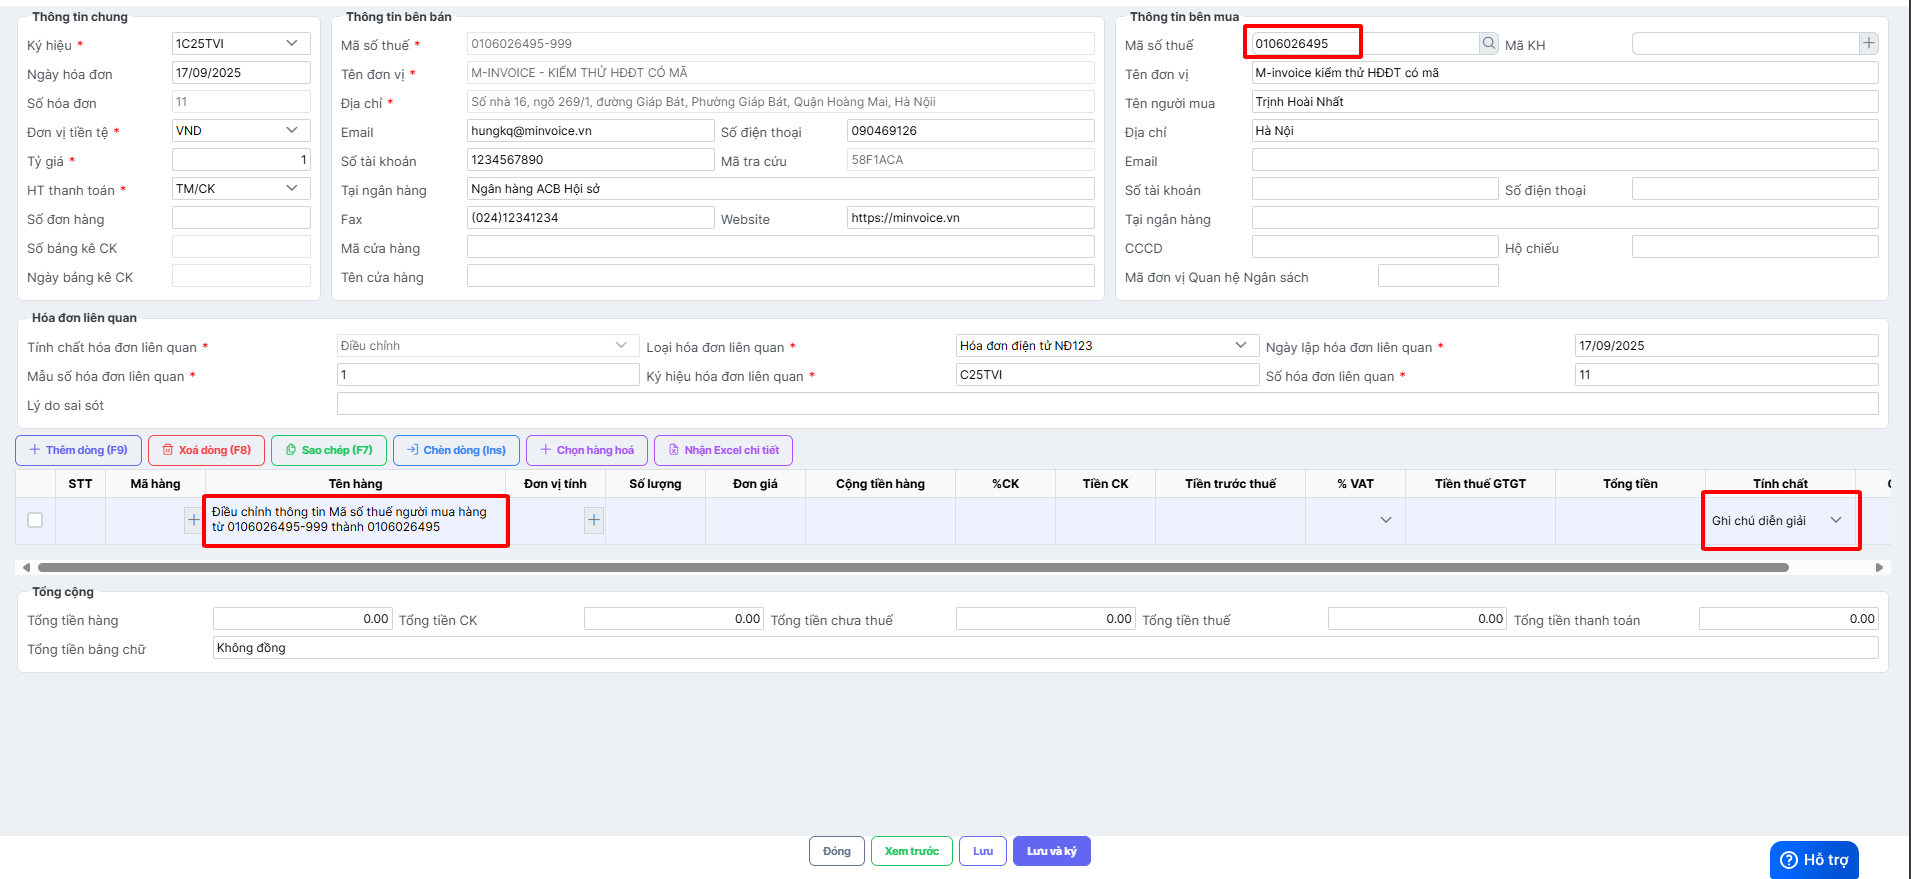 Thông tin chung
Ký hiệu * 1C25TVI
Ngày hóa đơn 17/09/2025
Số hóa đơn 11
Đơn vị tiền tệ * VND
Tỷ giá * 1
HT thanh toán * TM/CK
Số đơn hàng
Số bảng kê CK
Ngày bảng kê CK
Thông tin bên bán
Mã số thuế * 0106026495-999
Tên đơn vị * M-INVOICE - KIỂM THỬ HĐĐT CÓ MÃ
Địa chỉ * Số nhà 16, ngõ 269/1, đường Giáp Bát, Phường Giáp Bát, Quận Hoàng Mai, Hà Nộii
Email hungkq@minvoice.vn Số điện thoại 090469126
Số tài khoản 1234567890 Mã tra cứu 58F1ACA
Tại ngân hàng Ngân hàng ACB Hội sở
Fax (024)12341234 Website https://minvoice.vn
Mã cửa hàng
Tên cửa hàng
Thông tin bên mua
Mã số thuế 0106026495 Mã KH
Tên đơn vị M-invoice kiểm thử HĐĐT có mã
Tên người mua Trịnh Hoài Nhất
Địa chỉ Hà Nội
Email
Số tài khoản Số điện thoại
Tại ngân hàng
CCCD Hộ chiếu
Mã đơn vị Quan hệ Ngân sách
Hóa đơn liên quan
Tính chất hóa đơn liên quan * Điều chỉnh Loại hóa đơn liên quan * Hóa đơn điện tử NĐ123 Ngày lập hóa đơn liên quan * 17/09/2025
Mẫu số hóa đơn liên quan * 1 Ký hiệu hóa đơn liên quan * C25TVI Số hóa đơn liên quan * 11
Lý do sai sót
Thêm dòng (F9) Xoá dòng (F8) Sao chép (F7) Chèn dòng (Ins) Chọn hàng hoá Nhận Excel chi tiết
STT Mã hàng Tên hàng Đơn vị tính Số lượng Đơn giá Cộng tiền hàng %CK Tiền CK Tiền trước thuế % VAT Tiền thuế GTGT Tổng tiền Tính chất
Điều chỉnh thông tin Mã số thuế người mua hàng
từ 0106026495-999 thành 0106026495
Ghi chú diễn giải
Tổng cộng
Tổng tiền hàng 0.00 Tổng tiền CK 0.00 Tổng tiền chưa thuế 0.00 Tổng tiền thuế 0.00 Tổng tiền thanh toán 0.00
Tổng tiền bằng chữ Không đồng
Đóng Xem trước Lưu Lưu và ký
Hỗ trợ